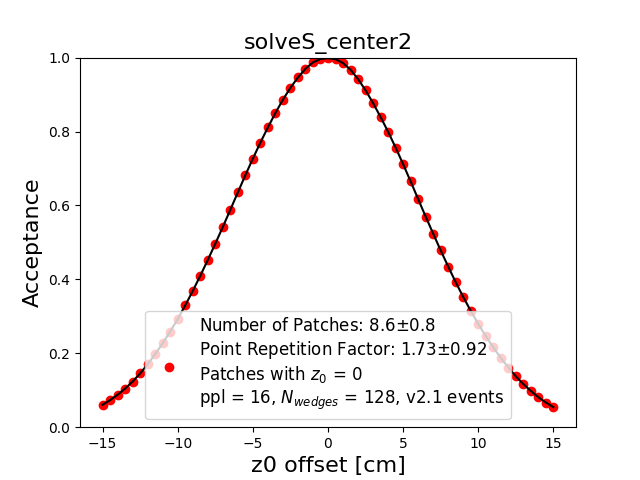 solveS_center2
Acceptance
1.0
0.8
0.6
0.4
0.2
0.0
Number of Patches: 8.6±0.8
Point Repetition Factor: 1.73±0.92
Patches with z0 = 0
ppl = 16, Nwedges = 128, v2.1 events
−15 −10 −5 0 5 10 15
z0 offset [cm]